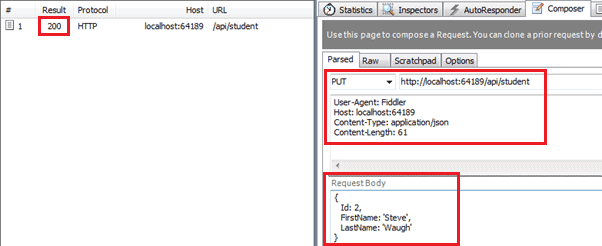 # Result Protocol Host URL
1 200 HTTP localhost:64189 /api/student
Statistics Inspectors AutoResponder Composer
Use this page to compose a Request. You can clone a prior request by d
Parsed Raw Scratchpad Options
PUT http://localhost:64189/api/student
User-Agent: Fiddler
Host: localhost:64189
Content-Type: application/json
Content-Length: 61
Request Body
{
Id: 2,
FirstName: 'Steve',
LastName: 'Waugh'
}